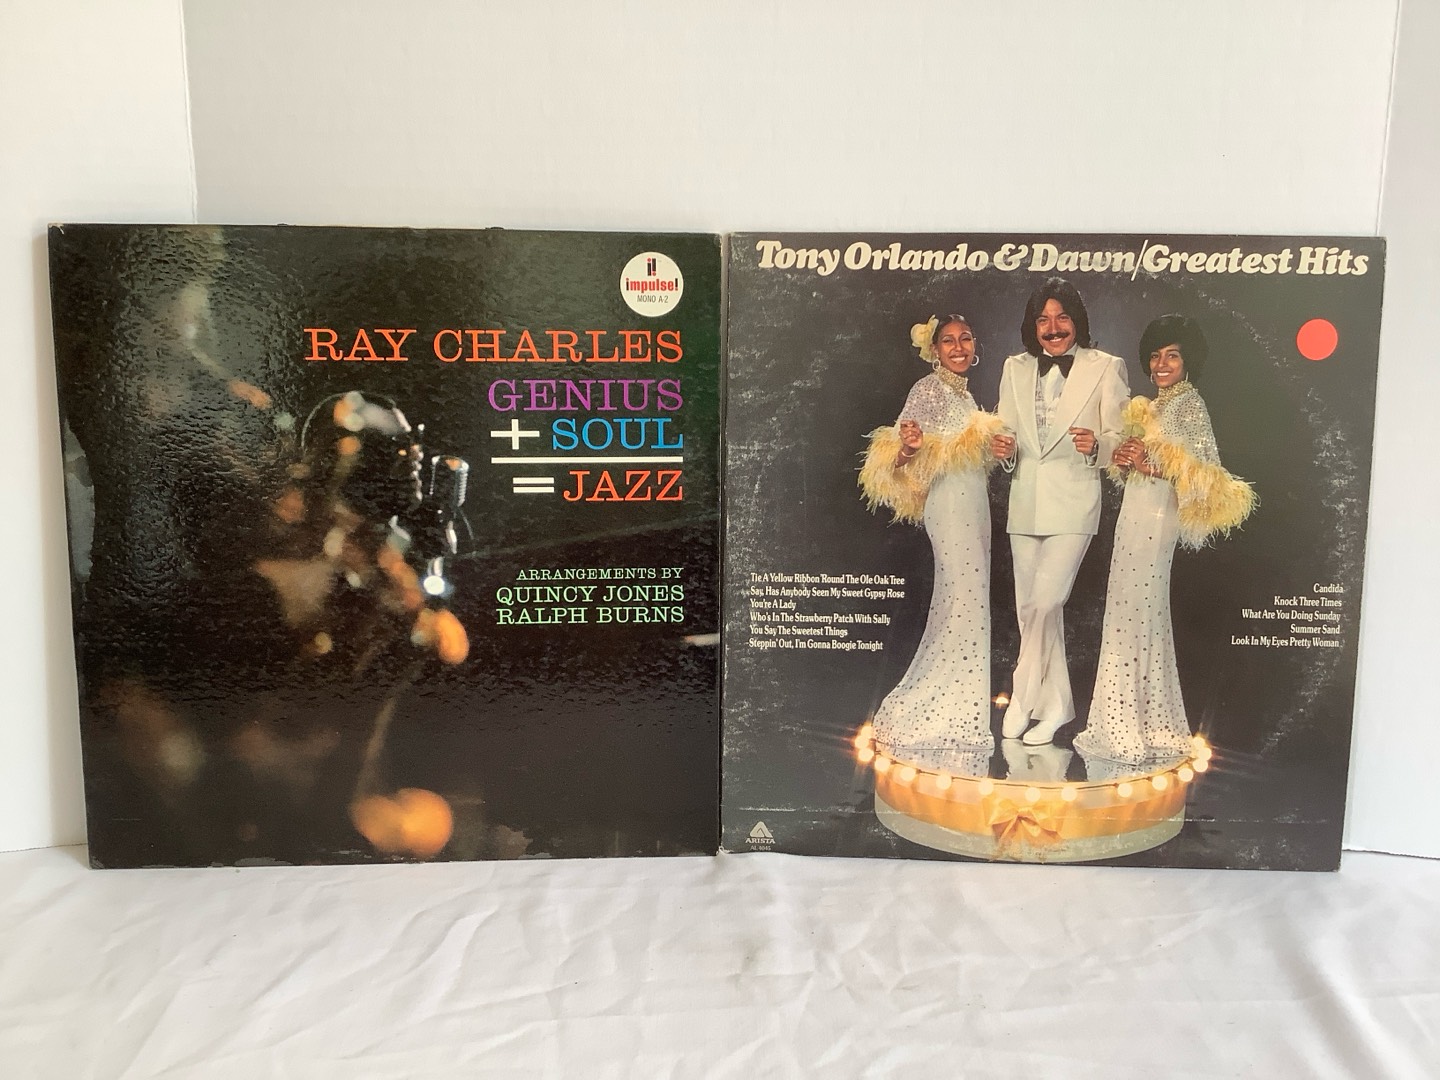 i!
impulse!
MONO A-2
RAY CHARLES
GENIUS
+ SOUL
= JAZZ
ARRANGEMENTS BY
QUINCY JONES
RALPH BURNS
Tony Orlando & Dawn/Greatest Hits
Tie A Yellow Ribbon 'Round The Ole Oak Tree
Say, Has Anybody Seen My Sweet Gypsy Rose
You're A Lady
Who's In The Strawberry Patch With Sally
You Say The Sweetest Things
Steppin' Out, I'm Gonna Boogie Tonight
Candida
Knock Three Times
What Are You Doing Sunday
Summer Sand
Look In My Eyes Pretty Woman
ARISTA
AL 4045